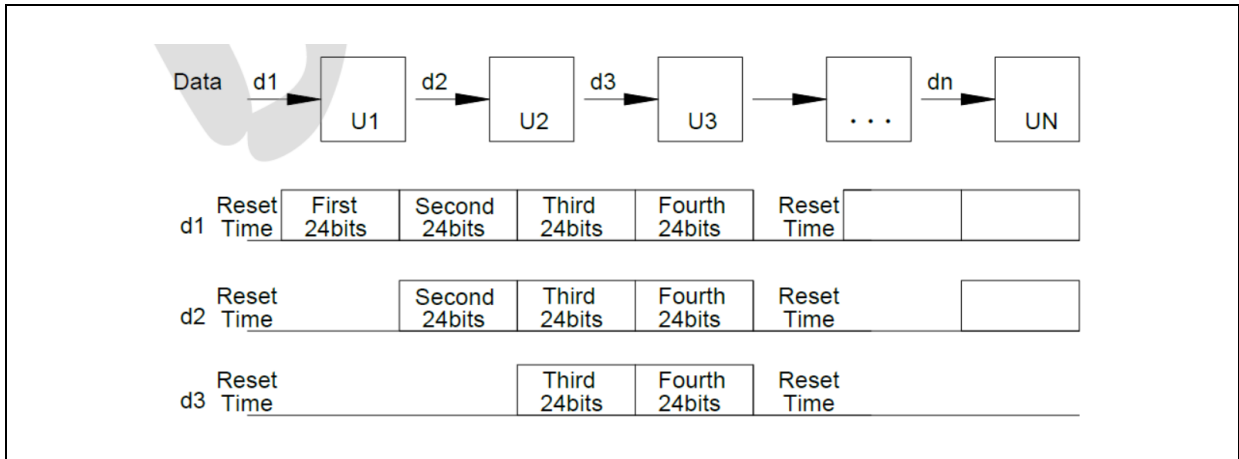 Data d1 d2 d3 dn
U1 U2 U3 ... UN
Reset First Second Third Fourth Reset
d1 Time 24bits 24bits 24bits 24bits Time
Reset Second Third Fourth Reset
d2 Time 24bits 24bits 24bits Time
Reset Third Fourth Reset
d3 Time 24bits 24bits Time